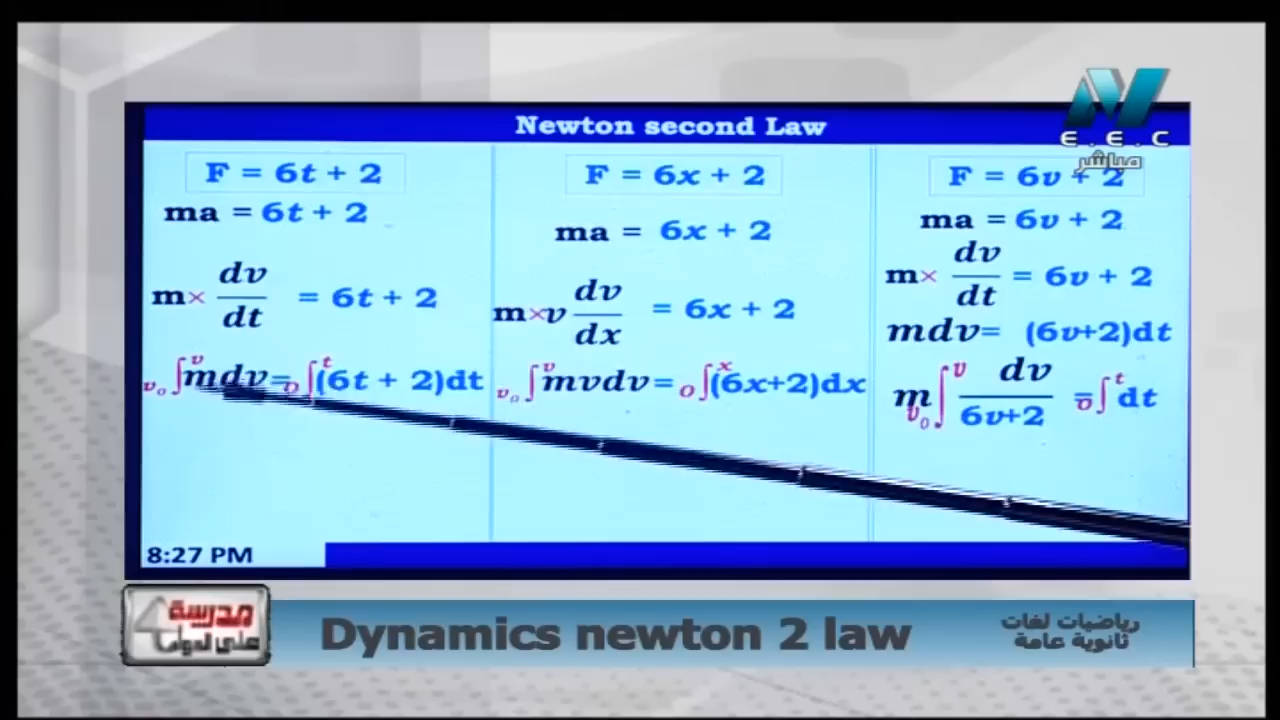 Newton second Law
E . E . C
مباشر
F = 6t + 2
ma = 6t + 2
m× dv/dt = 6t + 2
v₀∫ᵛ mdv= ₀∫ᵗ(6t + 2)dt
F = 6x + 2
ma = 6x + 2
m×v dv/dx = 6x + 2
v₀∫ᵛ mvdv= ₀∫ˣ(6x+2)dx
F = 6v + 2
ma = 6v + 2
m× dv/dt = 6v + 2
mdv= (6v+2)dt
m v₀∫ᵛ dv/6v+2 = ₀∫ᵗ dt
8:27 PM
مدرسة
على الهواء
Dynamics newton 2 law
رياضيات لغات
ثانوية عامة